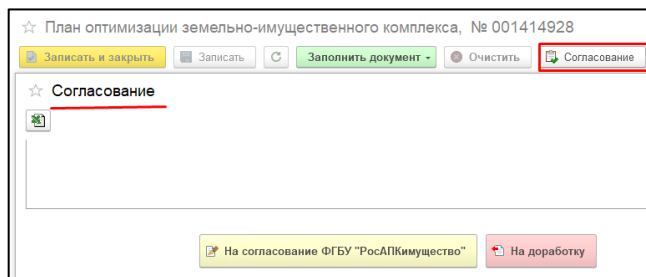 План оптимизации земельно-имущественного комплекса, № 001414928
Записать и закрыть Записать Заполнить документ Очистить Согласование
Согласование
На согласование ФГБУ "РосАПКимущество" На доработку